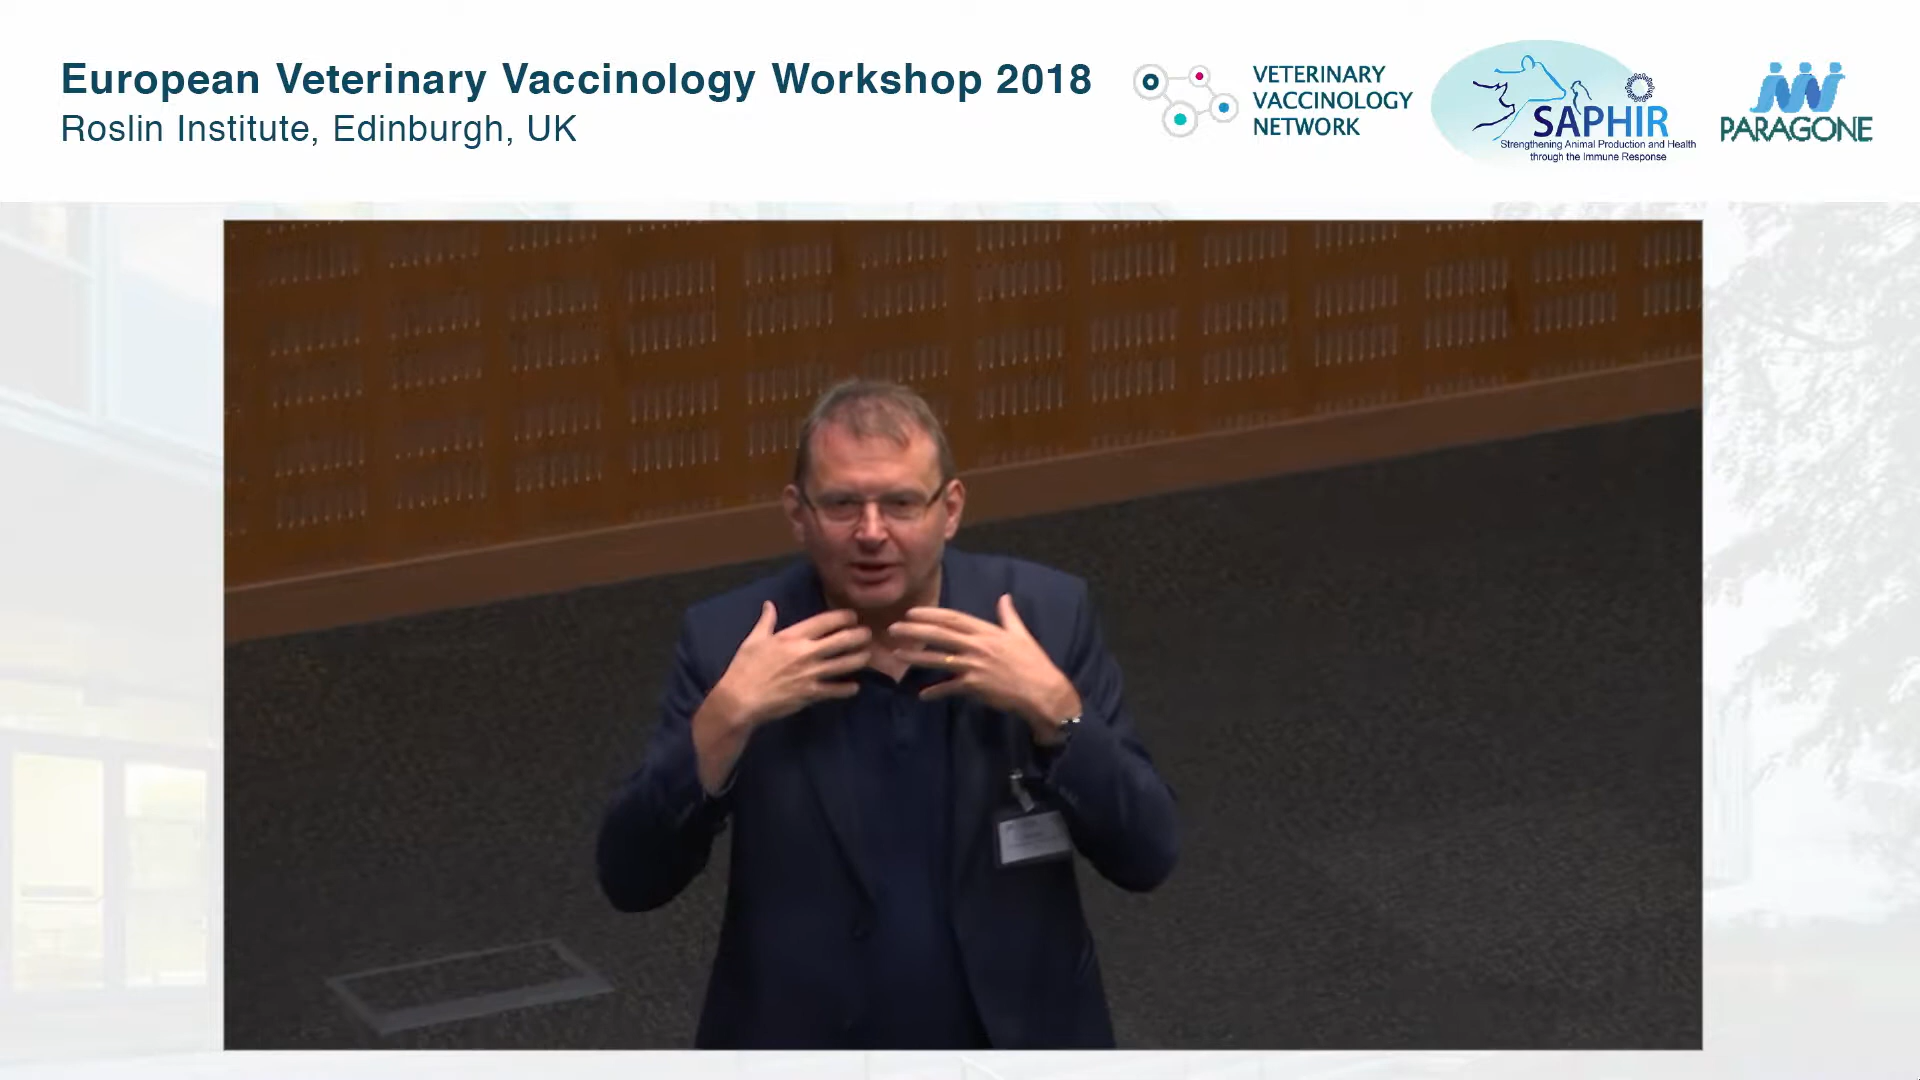 European Veterinary Vaccinology Workshop 2018
Roslin Institute, Edinburgh, UK
VETERINARY
VACCINOLOGY
NETWORK
SAPHIR
Strengthening Animal Production and Health
through the Immune Response
PARAGONE